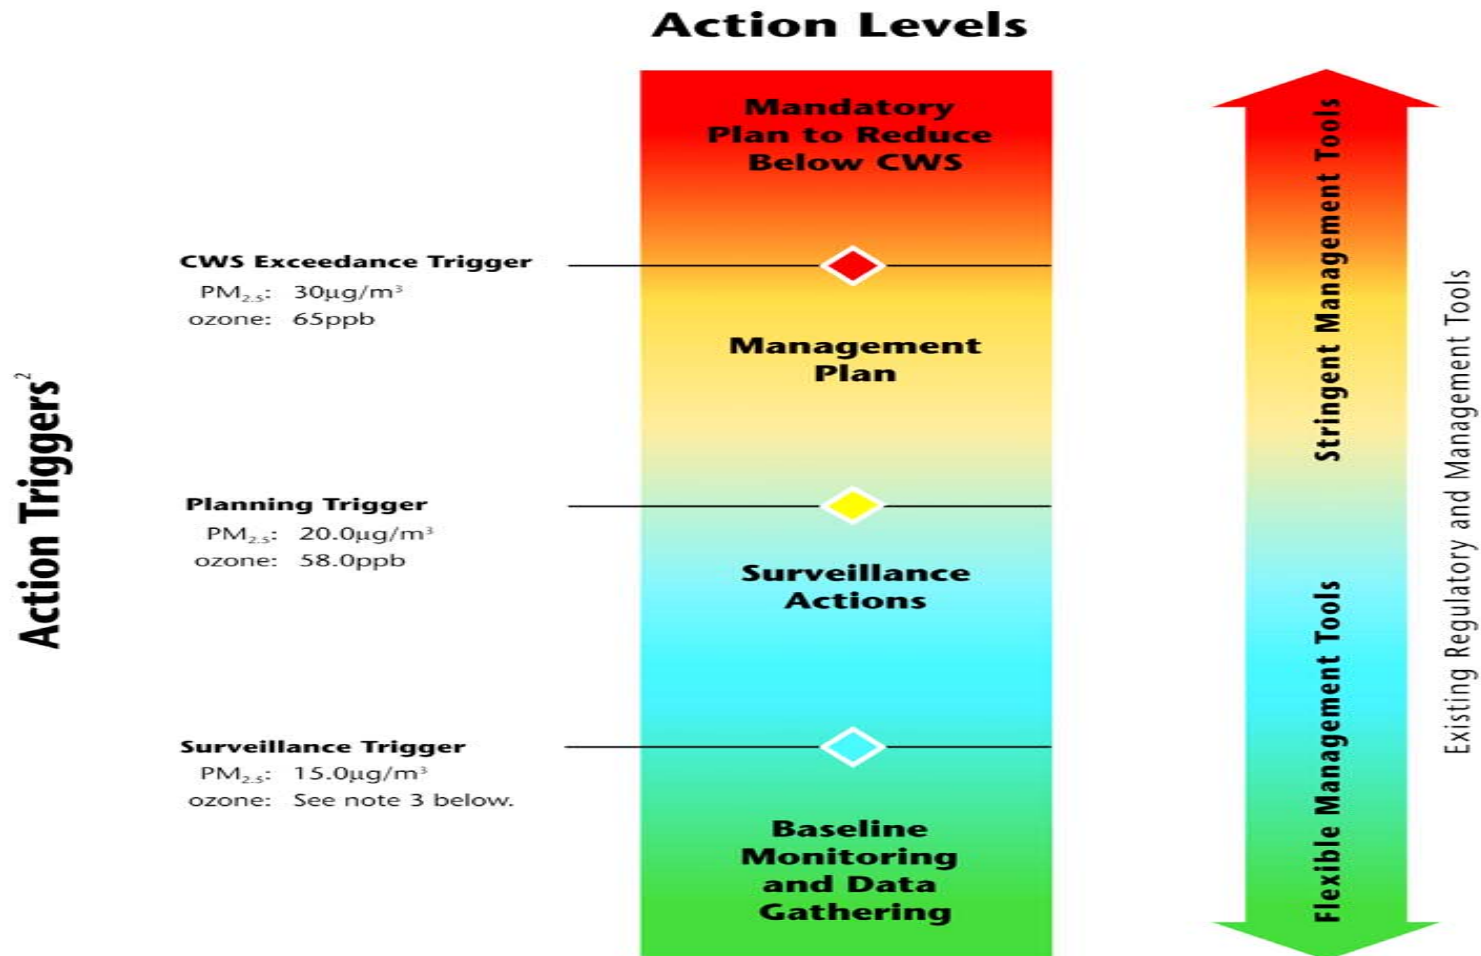 Action Levels
Mandatory
Plan to Reduce
Below CWS
CWS Exceedance Trigger
PM₂.₅: 30µg/m³
ozone: 65ppb
Management
Plan
Planning Trigger
PM₂.₅: 20.0µg/m³
ozone: 58.0ppb
Surveillance
Actions
Surveillance Trigger
PM₂.₅: 15.0µg/m³
ozone: See note 3 below.
Baseline
Monitoring
and Data
Gathering
Action Triggers²
Stringent Management Tools
Flexible Management Tools
Existing Regulatory and Management Tools